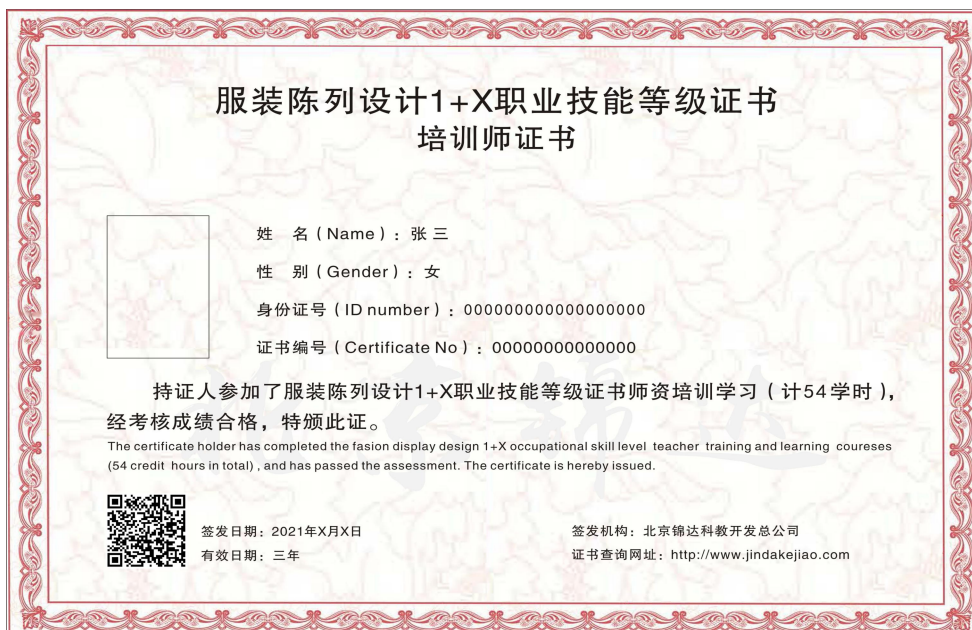 服装陈列设计1+X职业技能等级证书
培训师证书
姓 名（Name）：张 三
性 别（Gender）：女
身份证号（ID number）：000000000000000000
证书编号（Certificate No）：00000000000000
持证人参加了服装陈列设计1+X职业技能等级证书师资培训学习（计54学时），
经考核成绩合格，特颁此证。
The certificate holder has completed the fasion display design 1+X occupational skill level teacher training and learning coureses
(54 credit hours in total) , and has passed the assessment. The certificate is hereby issued.
签发日期：2021年X月X日
有效日期：三年
签发机构：北京锦达科教开发总公司
证书查询网址：http://www.jindakejiao.com
北京锦达